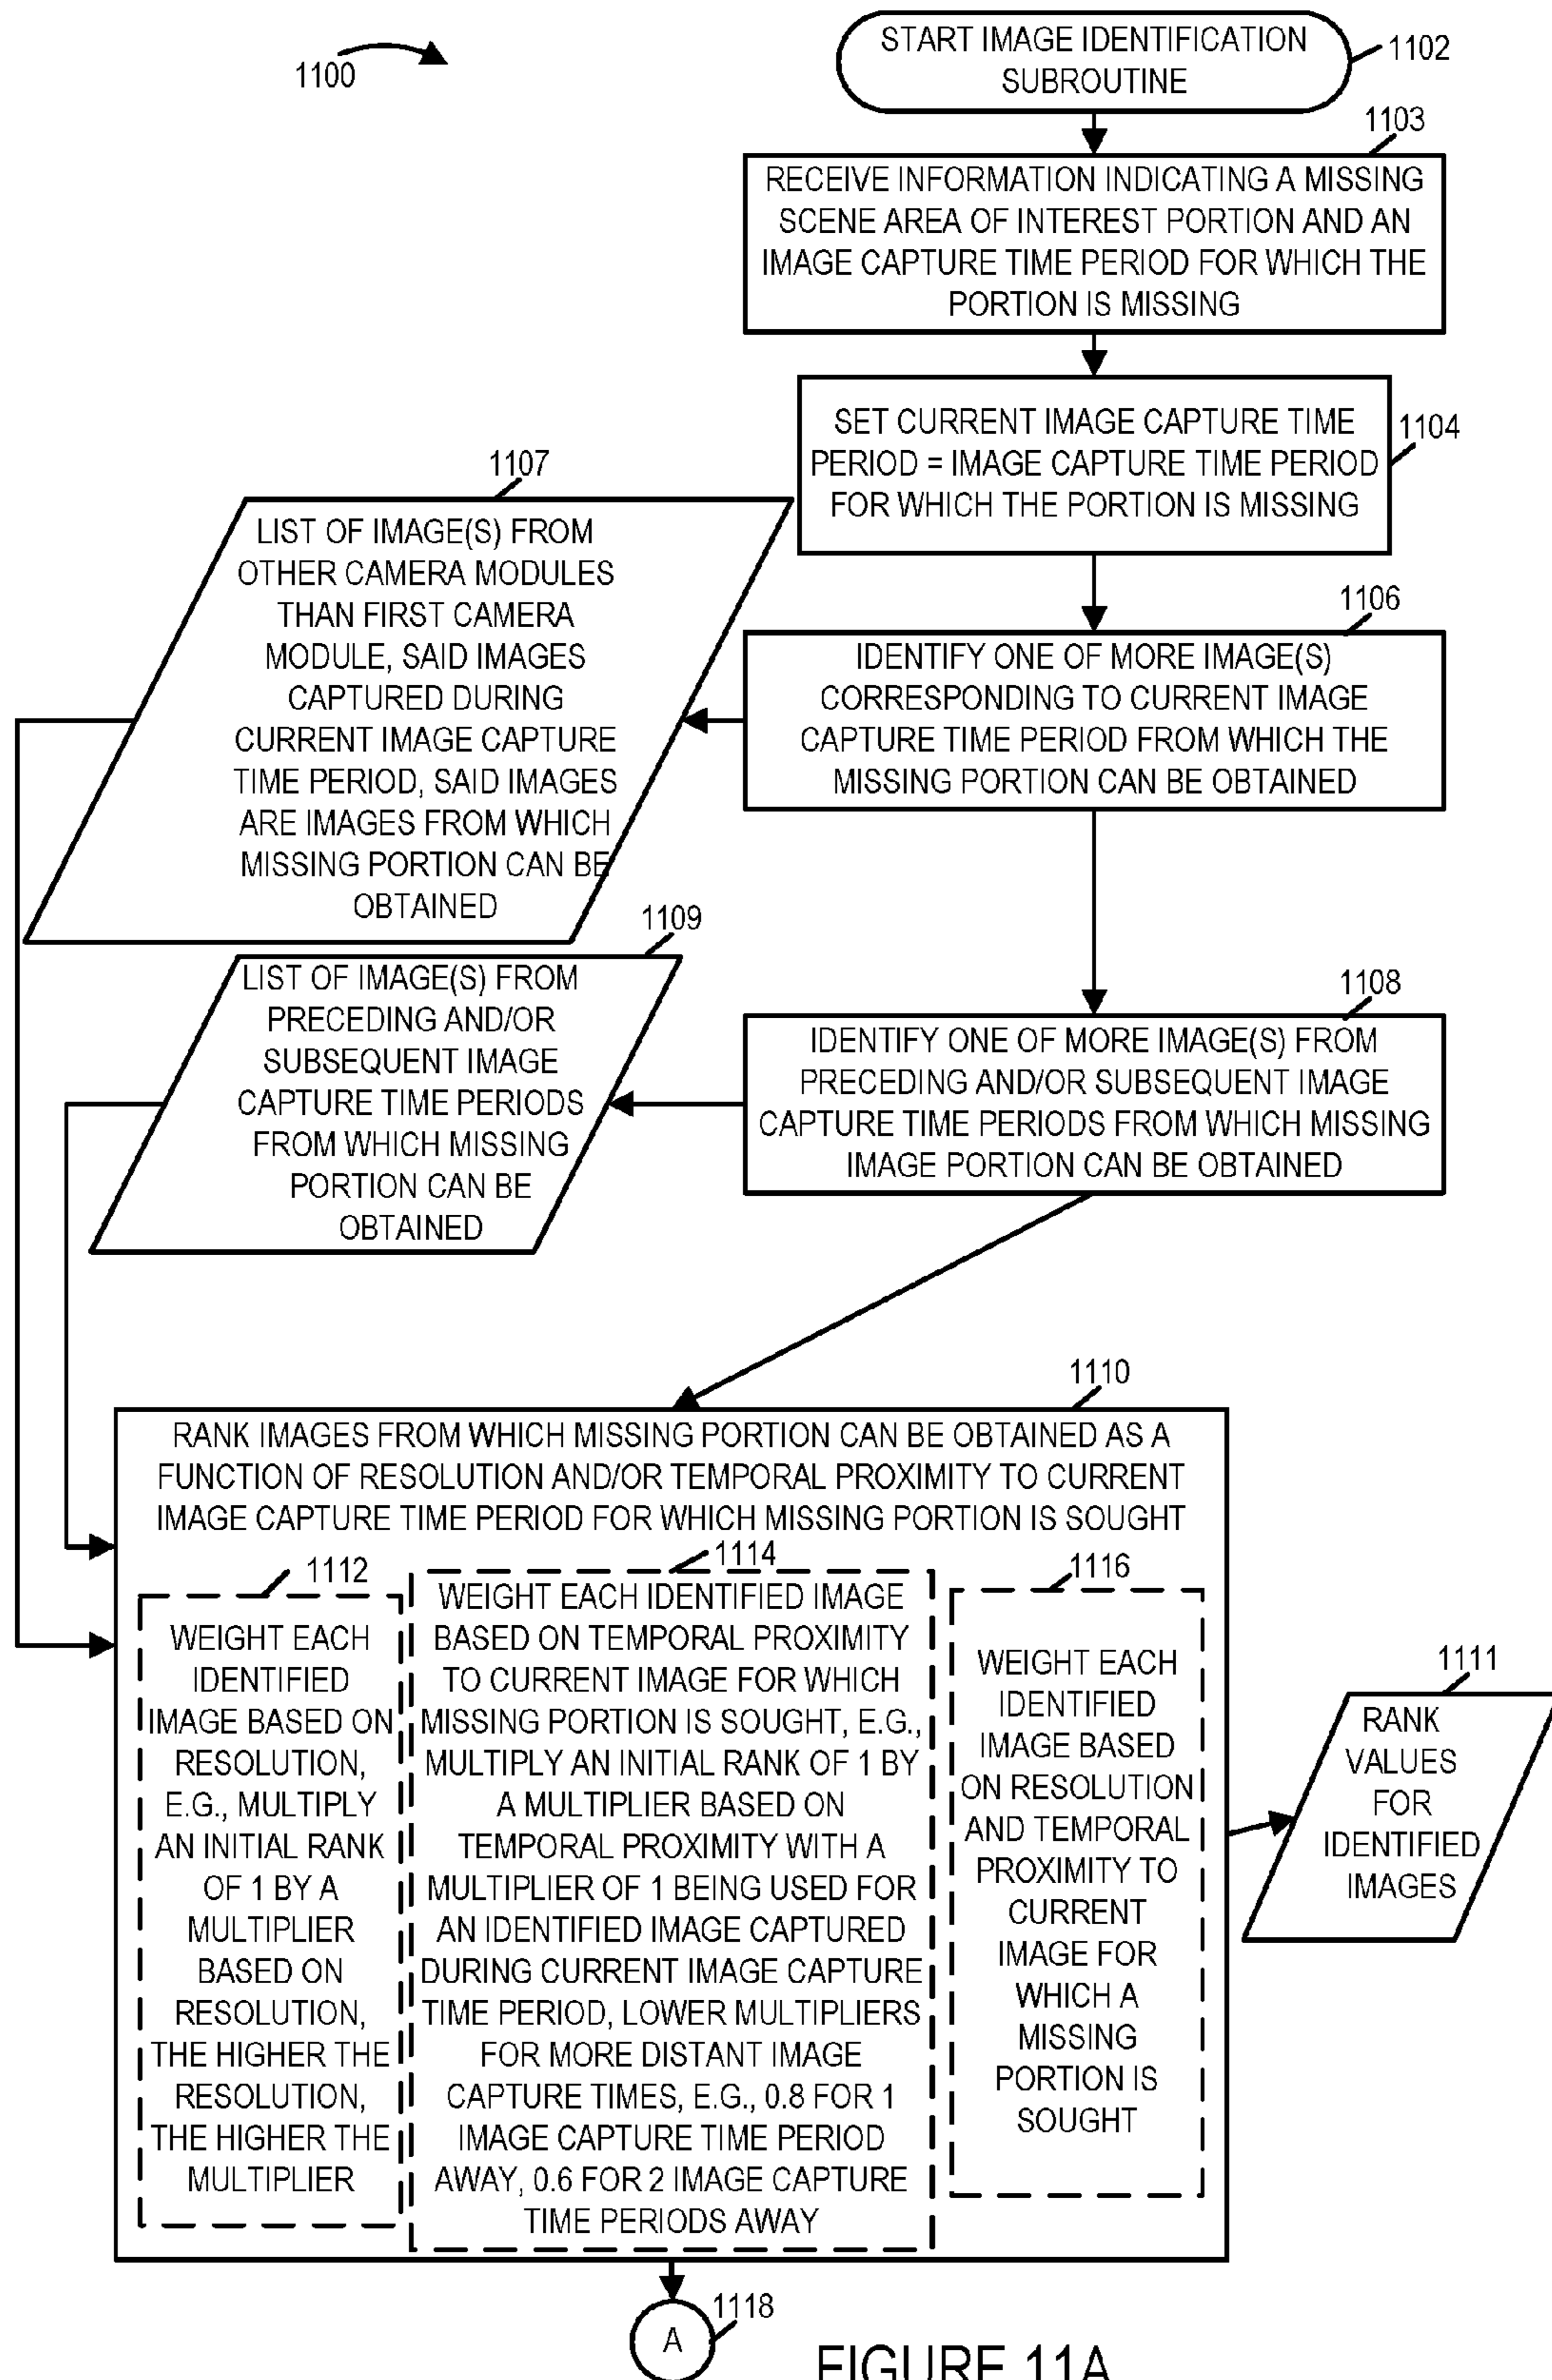 1100
START IMAGE IDENTIFICATION
SUBROUTINE
1102
1103
RECEIVE INFORMATION INDICATING A MISSING
SCENE AREA OF INTEREST PORTION AND AN
IMAGE CAPTURE TIME PERIOD FOR WHICH THE
PORTION IS MISSING
SET CURRENT IMAGE CAPTURE TIME
PERIOD = IMAGE CAPTURE TIME PERIOD
FOR WHICH THE PORTION IS MISSING
1104
1107
LIST OF IMAGE(S) FROM
OTHER CAMERA MODULES
THAN FIRST CAMERA
MODULE, SAID IMAGES
CAPTURED DURING
CURRENT IMAGE CAPTURE
TIME PERIOD, SAID IMAGES
ARE IMAGES FROM WHICH
MISSING PORTION CAN BE
OBTAINED
1106
IDENTIFY ONE OF MORE IMAGE(S)
CORRESPONDING TO CURRENT IMAGE
CAPTURE TIME PERIOD FROM WHICH THE
MISSING PORTION CAN BE OBTAINED
1109
LIST OF IMAGE(S) FROM
PRECEDING AND/OR
SUBSEQUENT IMAGE
CAPTURE TIME PERIODS
FROM WHICH MISSING
PORTION CAN BE
OBTAINED
1108
IDENTIFY ONE OF MORE IMAGE(S) FROM
PRECEDING AND/OR SUBSEQUENT IMAGE
CAPTURE TIME PERIODS FROM WHICH MISSING
IMAGE PORTION CAN BE OBTAINED
1110
RANK IMAGES FROM WHICH MISSING PORTION CAN BE OBTAINED AS A
FUNCTION OF RESOLUTION AND/OR TEMPORAL PROXIMITY TO CURRENT
IMAGE CAPTURE TIME PERIOD FOR WHICH MISSING PORTION IS SOUGHT
1112
WEIGHT EACH
IDENTIFIED
IMAGE BASED ON
RESOLUTION,
E.G., MULTIPLY
AN INITIAL RANK
OF 1 BY A
MULTIPLIER
BASED ON
RESOLUTION,
THE HIGHER THE
RESOLUTION,
THE HIGHER THE
MULTIPLIER
1114
WEIGHT EACH IDENTIFIED IMAGE
BASED ON TEMPORAL PROXIMITY
TO CURRENT IMAGE FOR WHICH
MISSING PORTION IS SOUGHT, E.G.,
MULTIPLY AN INITIAL RANK OF 1 BY
A MULTIPLIER BASED ON
TEMPORAL PROXIMITY WITH A
MULTIPLIER OF 1 BEING USED FOR
AN IDENTIFIED IMAGE CAPTURED
DURING CURRENT IMAGE CAPTURE
TIME PERIOD, LOWER MULTIPLIERS
FOR MORE DISTANT IMAGE
CAPTURE TIMES, E.G., 0.8 FOR 1
IMAGE CAPTURE TIME PERIOD
AWAY, 0.6 FOR 2 IMAGE CAPTURE
TIME PERIODS AWAY
1116
WEIGHT EACH
IDENTIFIED
IMAGE BASED
ON RESOLUTION
AND TEMPORAL
PROXIMITY TO
CURRENT
IMAGE FOR
WHICH A
MISSING
PORTION IS
SOUGHT
1111
RANK
VALUES
FOR
IDENTIFIED
IMAGES
A
1118
FIGURE 11A